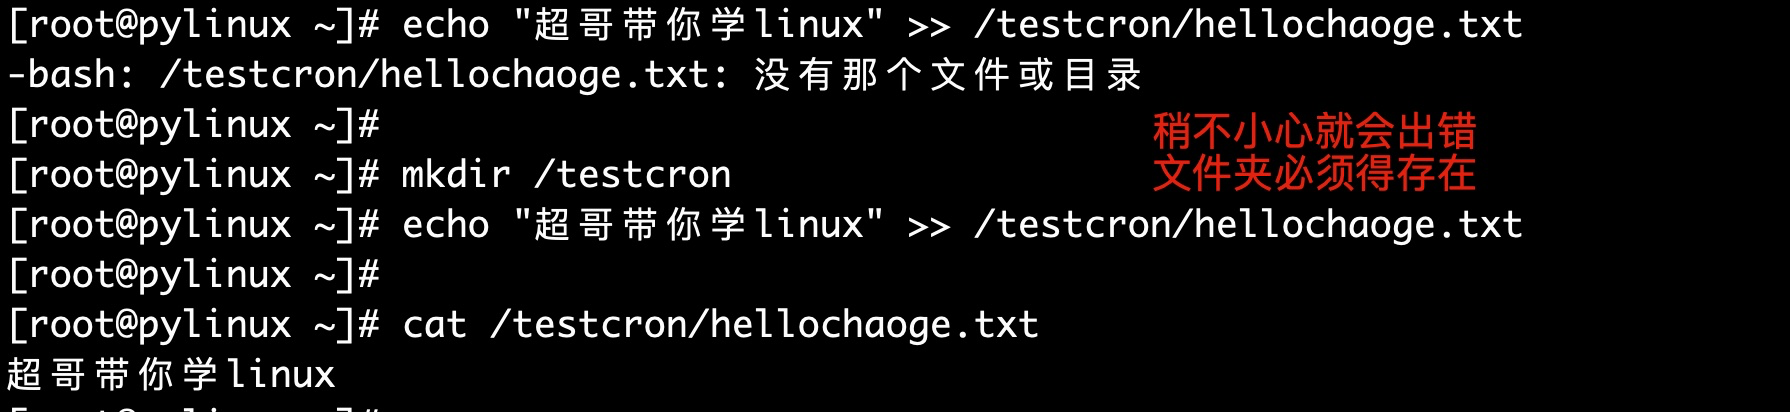 [root@pylinux ~]# echo "超哥带你学linux" >> /testcron/hellochaoge.txt
-bash: /testcron/hellochaoge.txt: 没有那个文件或目录
[root@pylinux ~]#
稍不小心就会出错
[root@pylinux ~]# mkdir /testcron
文件夹必须得存在
[root@pylinux ~]# echo "超哥带你学linux" >> /testcron/hellochaoge.txt
[root@pylinux ~]#
[root@pylinux ~]# cat /testcron/hellochaoge.txt
超哥带你学linux